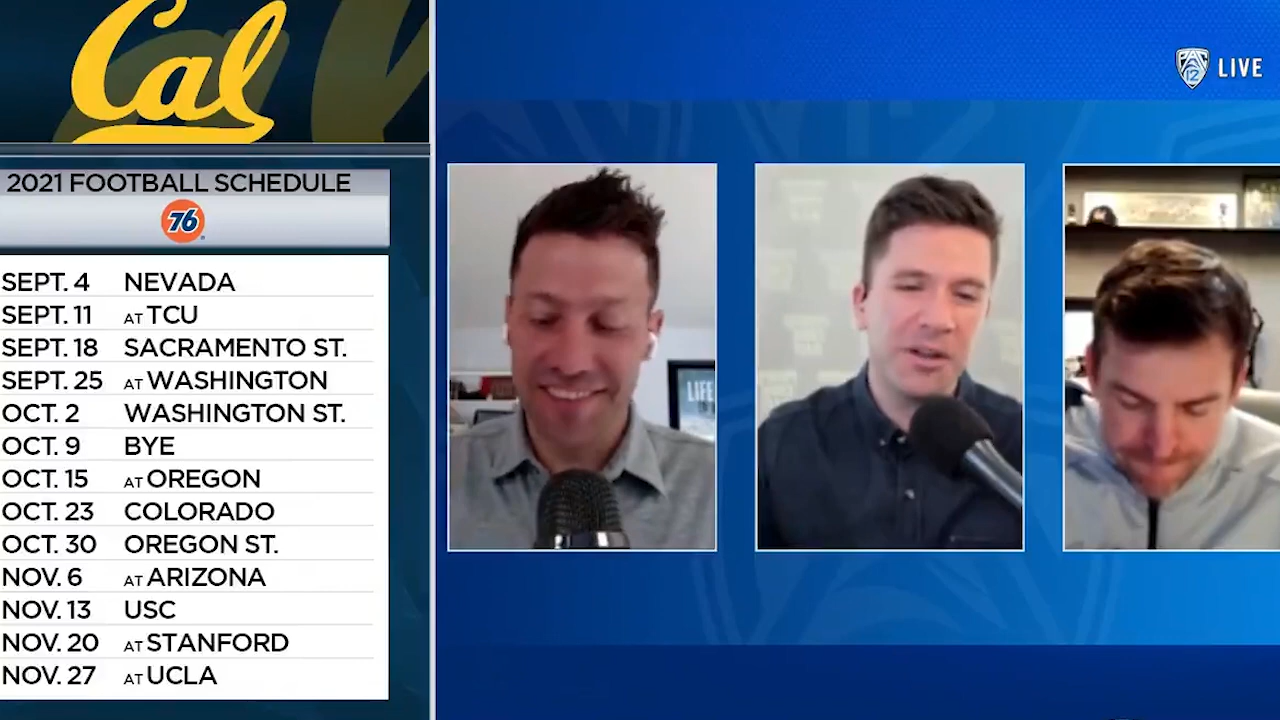 Cal
2021 FOOTBALL SCHEDULE
76
SEPT. 4 NEVADA
SEPT. 11 AT TCU
SEPT. 18 SACRAMENTO ST.
SEPT. 25 AT WASHINGTON
OCT. 2 WASHINGTON ST.
OCT. 9 BYE
OCT. 15 AT OREGON
OCT. 23 COLORADO
OCT. 30 OREGON ST.
NOV. 6 AT ARIZONA
NOV. 13 USC
NOV. 20 AT STANFORD
NOV. 27 AT UCLA
PAC 12 LIVE
LIFE